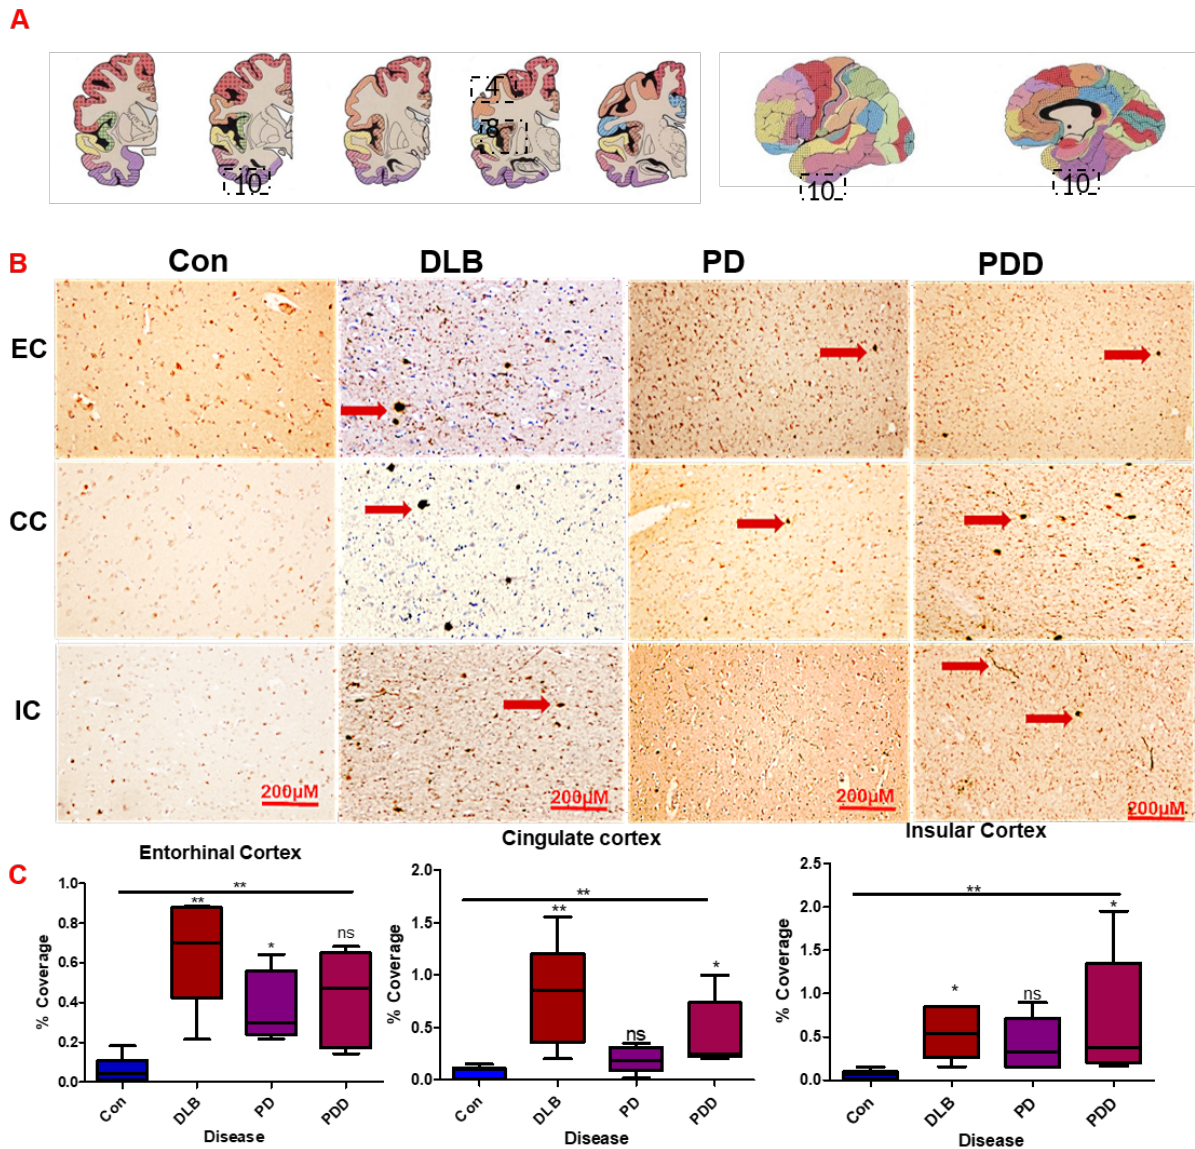 A
4
8
10
10
10
B
Con DLB PD PDD
EC
CC
IC
200µM 200µM 200µM 200µM
C
Entorhinal Cortex
% Coverage
1.0
0.8
0.6
0.4
0.2
0.0
**
**
*
ns
Con DLB PD PDD
Disease
Cingulate cortex
% Coverage
2.0
1.5
1.0
0.5
0.0
**
**
ns
*
Con DLB PD PDD
Disease
Insular Cortex
% Coverage
2.5
2.0
1.5
1.0
0.5
0.0
**
*
ns
*
Con DLB PD PDD
Disease